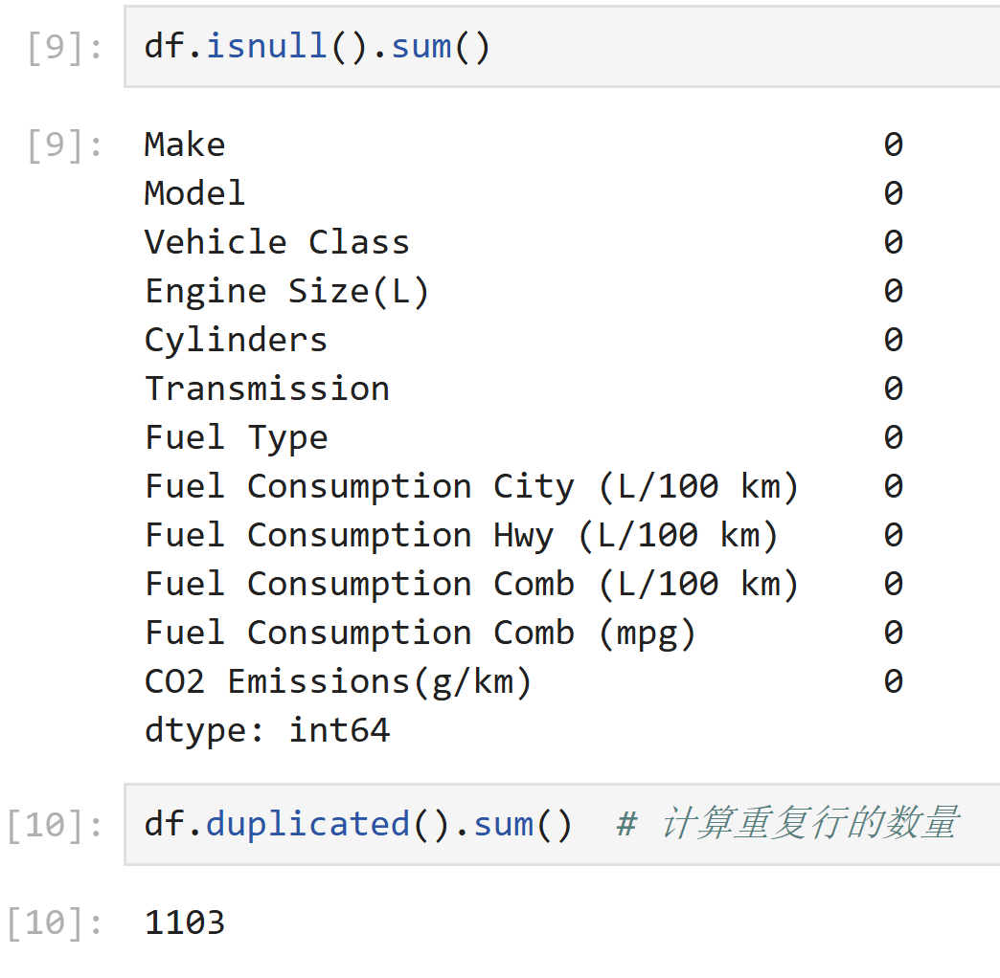 [9]: df.isnull().sum()
[9]: Make 0
Model 0
Vehicle Class 0
Engine Size(L) 0
Cylinders 0
Transmission 0
Fuel Type 0
Fuel Consumption City (L/100 km) 0
Fuel Consumption Hwy (L/100 km) 0
Fuel Consumption Comb (L/100 km) 0
Fuel Consumption Comb (mpg) 0
CO2 Emissions(g/km) 0
dtype: int64
[10]: df.duplicated().sum() # 计算重复行的数量
[10]: 1103